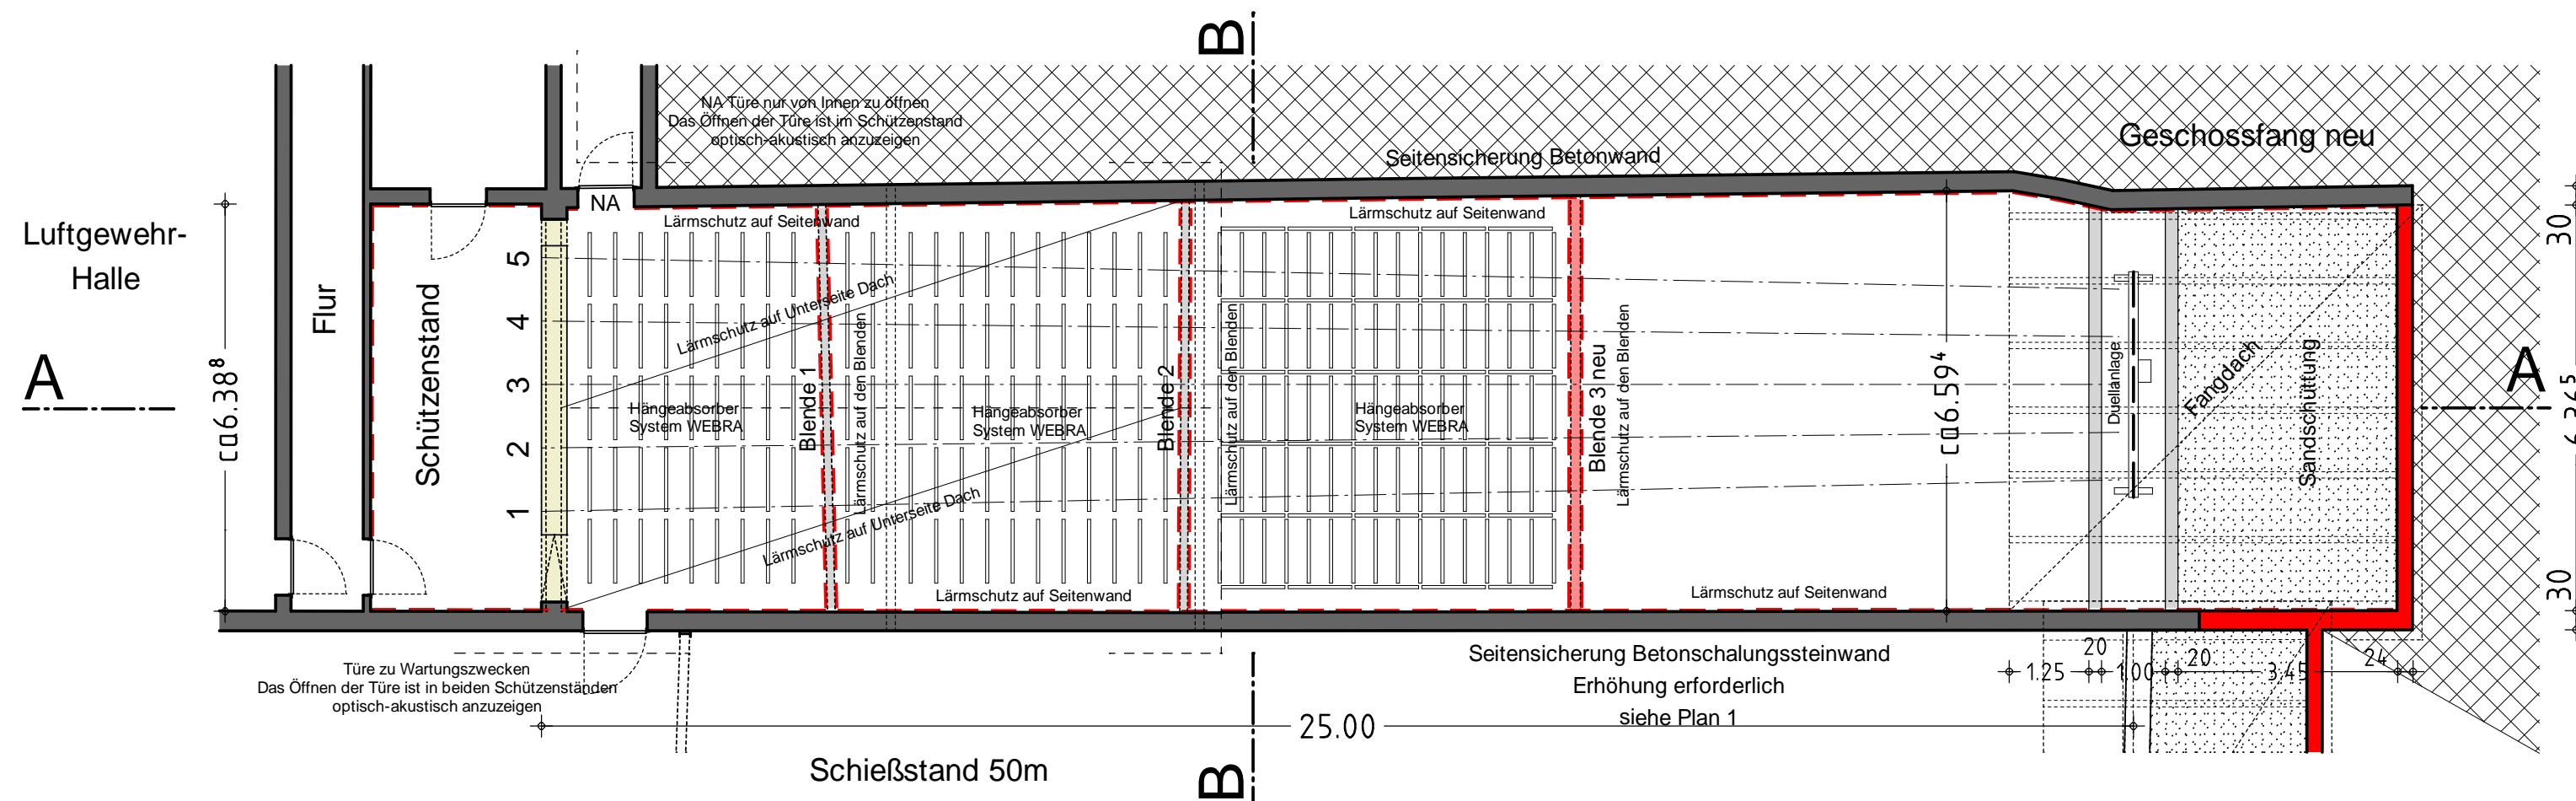 B
NA Türe nur von Innen zu öffnen
Das Öffnen der Türe ist im Schützenstand
optisch-akustisch anzuzeigen
Geschossfang neu
Seitensicherung Betonwand
NA
Lärmschutz auf Seitenwand
Lärmschutz auf Seitenwand
Luftgewehr-
Halle
Flur
Schützenstand
5
4
3
2
1
Lärmschutz auf Unterseite Dach
Lärmschutz auf Unterseite Dach
Hängeabsorber
System WEBRA
Blende 1
Lärmschutz auf den Blenden
Hängeabsorber
System WEBRA
Blende 2
Lärmschutz auf den Blenden
Hängeabsorber
System WEBRA
Blende 3 neu
Lärmschutz auf den Blenden
ca6.38⁸
ca6.59⁴
Duellanlage
Fangdach
Sandschüttung
A
A
30
6.365
30
Lärmschutz auf Seitenwand
Lärmschutz auf Seitenwand
Türe zu Wartungszwecken
Das Öffnen der Türe ist in beiden Schützenständen
optisch-akustisch anzuzeigen
Seitensicherung Betonschalungssteinwand
Erhöhung erforderlich
siehe Plan 1
1.25
20
1.00
20
3.45
24
25.00
Schießstand 50m
B